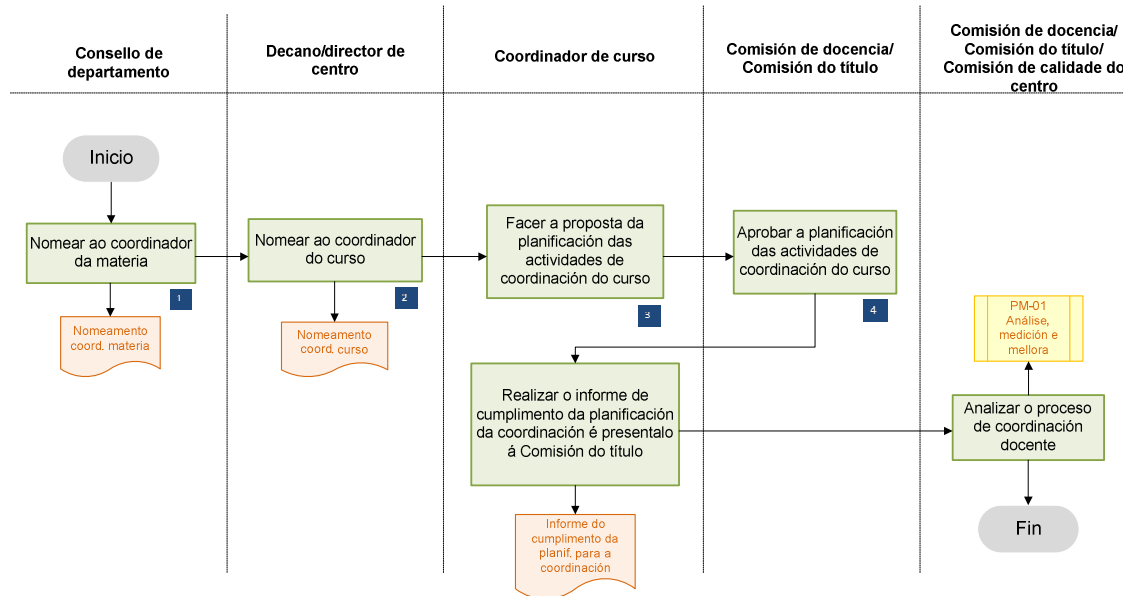 Consello de
departamento
Decano/director de
centro
Coordinador de curso
Comisión de docencia/
Comisión do título
Comisión de docencia/
Comisión do título/
Comisión de calidade do
centro
Inicio
Nomear ao coordinador
da materia
1
Nomeamento
coord. materia
Nomear ao coordinador
do curso
2
Nomeamento
coord. curso
Facer a proposta da
planificación das
actividades de
coordinación do curso
3
Aprobar a planificación
das actividades de
coordinación do curso
4
Realizar o informe de
cumplimento da planificación
da coordinación é presentalo
á Comisión do título
Informe do
cumplimento da
planif. para a
coordinación
PM-01
Análise,
medición e
mellora
Analizar o proceso
de coordinación
docente
Fin